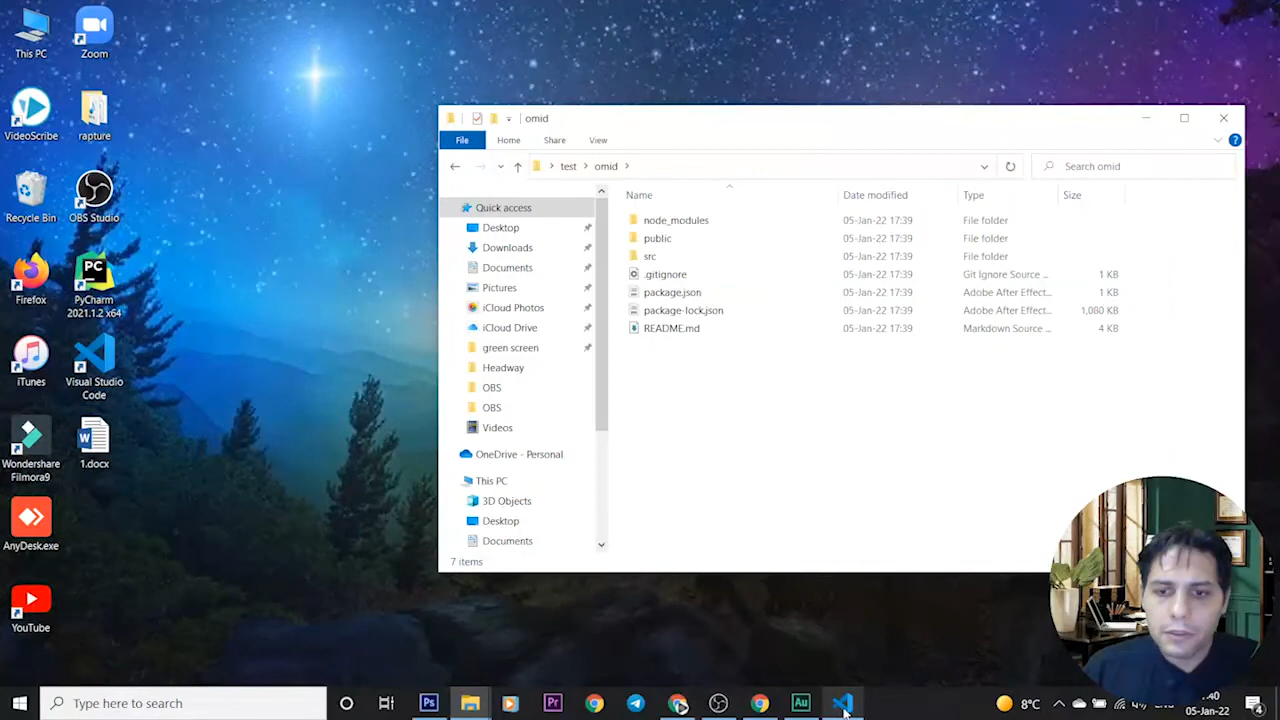 This PC
Zoom
VideoScribe
rapture
Recycle Bin
OBS Studio
Firefox
PC
PyCharm
2021.1.2 x64
iTunes
Visual Studio
Code
Wondershare
Filmora9
W
1.docx
AnyDesk.exe
YouTube
omid
File
Home
Share
View
test
omid
Search omid
Name
Date modified
Type
Size
Quick access
Desktop
Downloads
Documents
Pictures
iCloud Photos
iCloud Drive
green screen
Headway
OBS
OBS
Videos
OneDrive - Personal
This PC
3D Objects
Desktop
Documents
node_modules 05-Jan-22 17:39 File folder
public 05-Jan-22 17:39 File folder
src 05-Jan-22 17:39 File folder
.gitignore 05-Jan-22 17:39 Git Ignore Source ... 1 KB
package.json 05-Jan-22 17:39 Adobe After Effect... 1 KB
package-lock.json 05-Jan-22 17:39 Adobe After Effect... 1,080 KB
README.md 05-Jan-22 17:39 Markdown Source ... 4 KB
7 items
Type here to search
Ps
Pr
Au
8°C
05-Jan-22
4